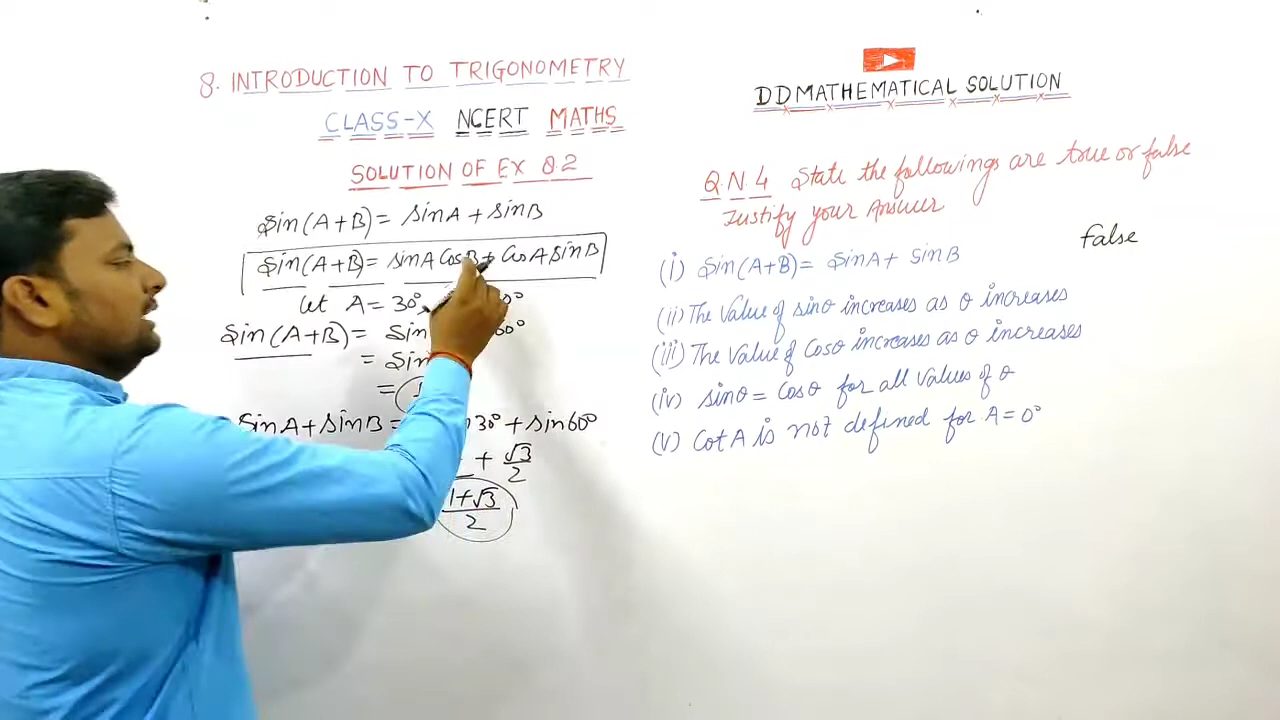 8. INTRODUCTION TO TRIGONOMETRY
CLASS-X NCERT MATHS
SOLUTION OF EX 8.2
Sin(A+B) = sinA + sinB
Sin(A+B) = sinA CosB + CosA sinB
let A = 30°, 0°
Sin(A+B) = sin 60°
= sin
=
sinA + sinB = 30° + sin60°
+ √3/2
1+√3/2
DDMATHEMATICAL SOLUTION
Q.N.4 State the followings are true or false
Justify your Answer
(i) Sin(A+B) = sinA + sinB false
(ii) The Value of sinθ increases as θ increases
(iii) The Value of Cosθ increases as θ increases
(iv) sinθ = Cosθ for all Values of θ
(v) Cot A is not defined for A = 0°